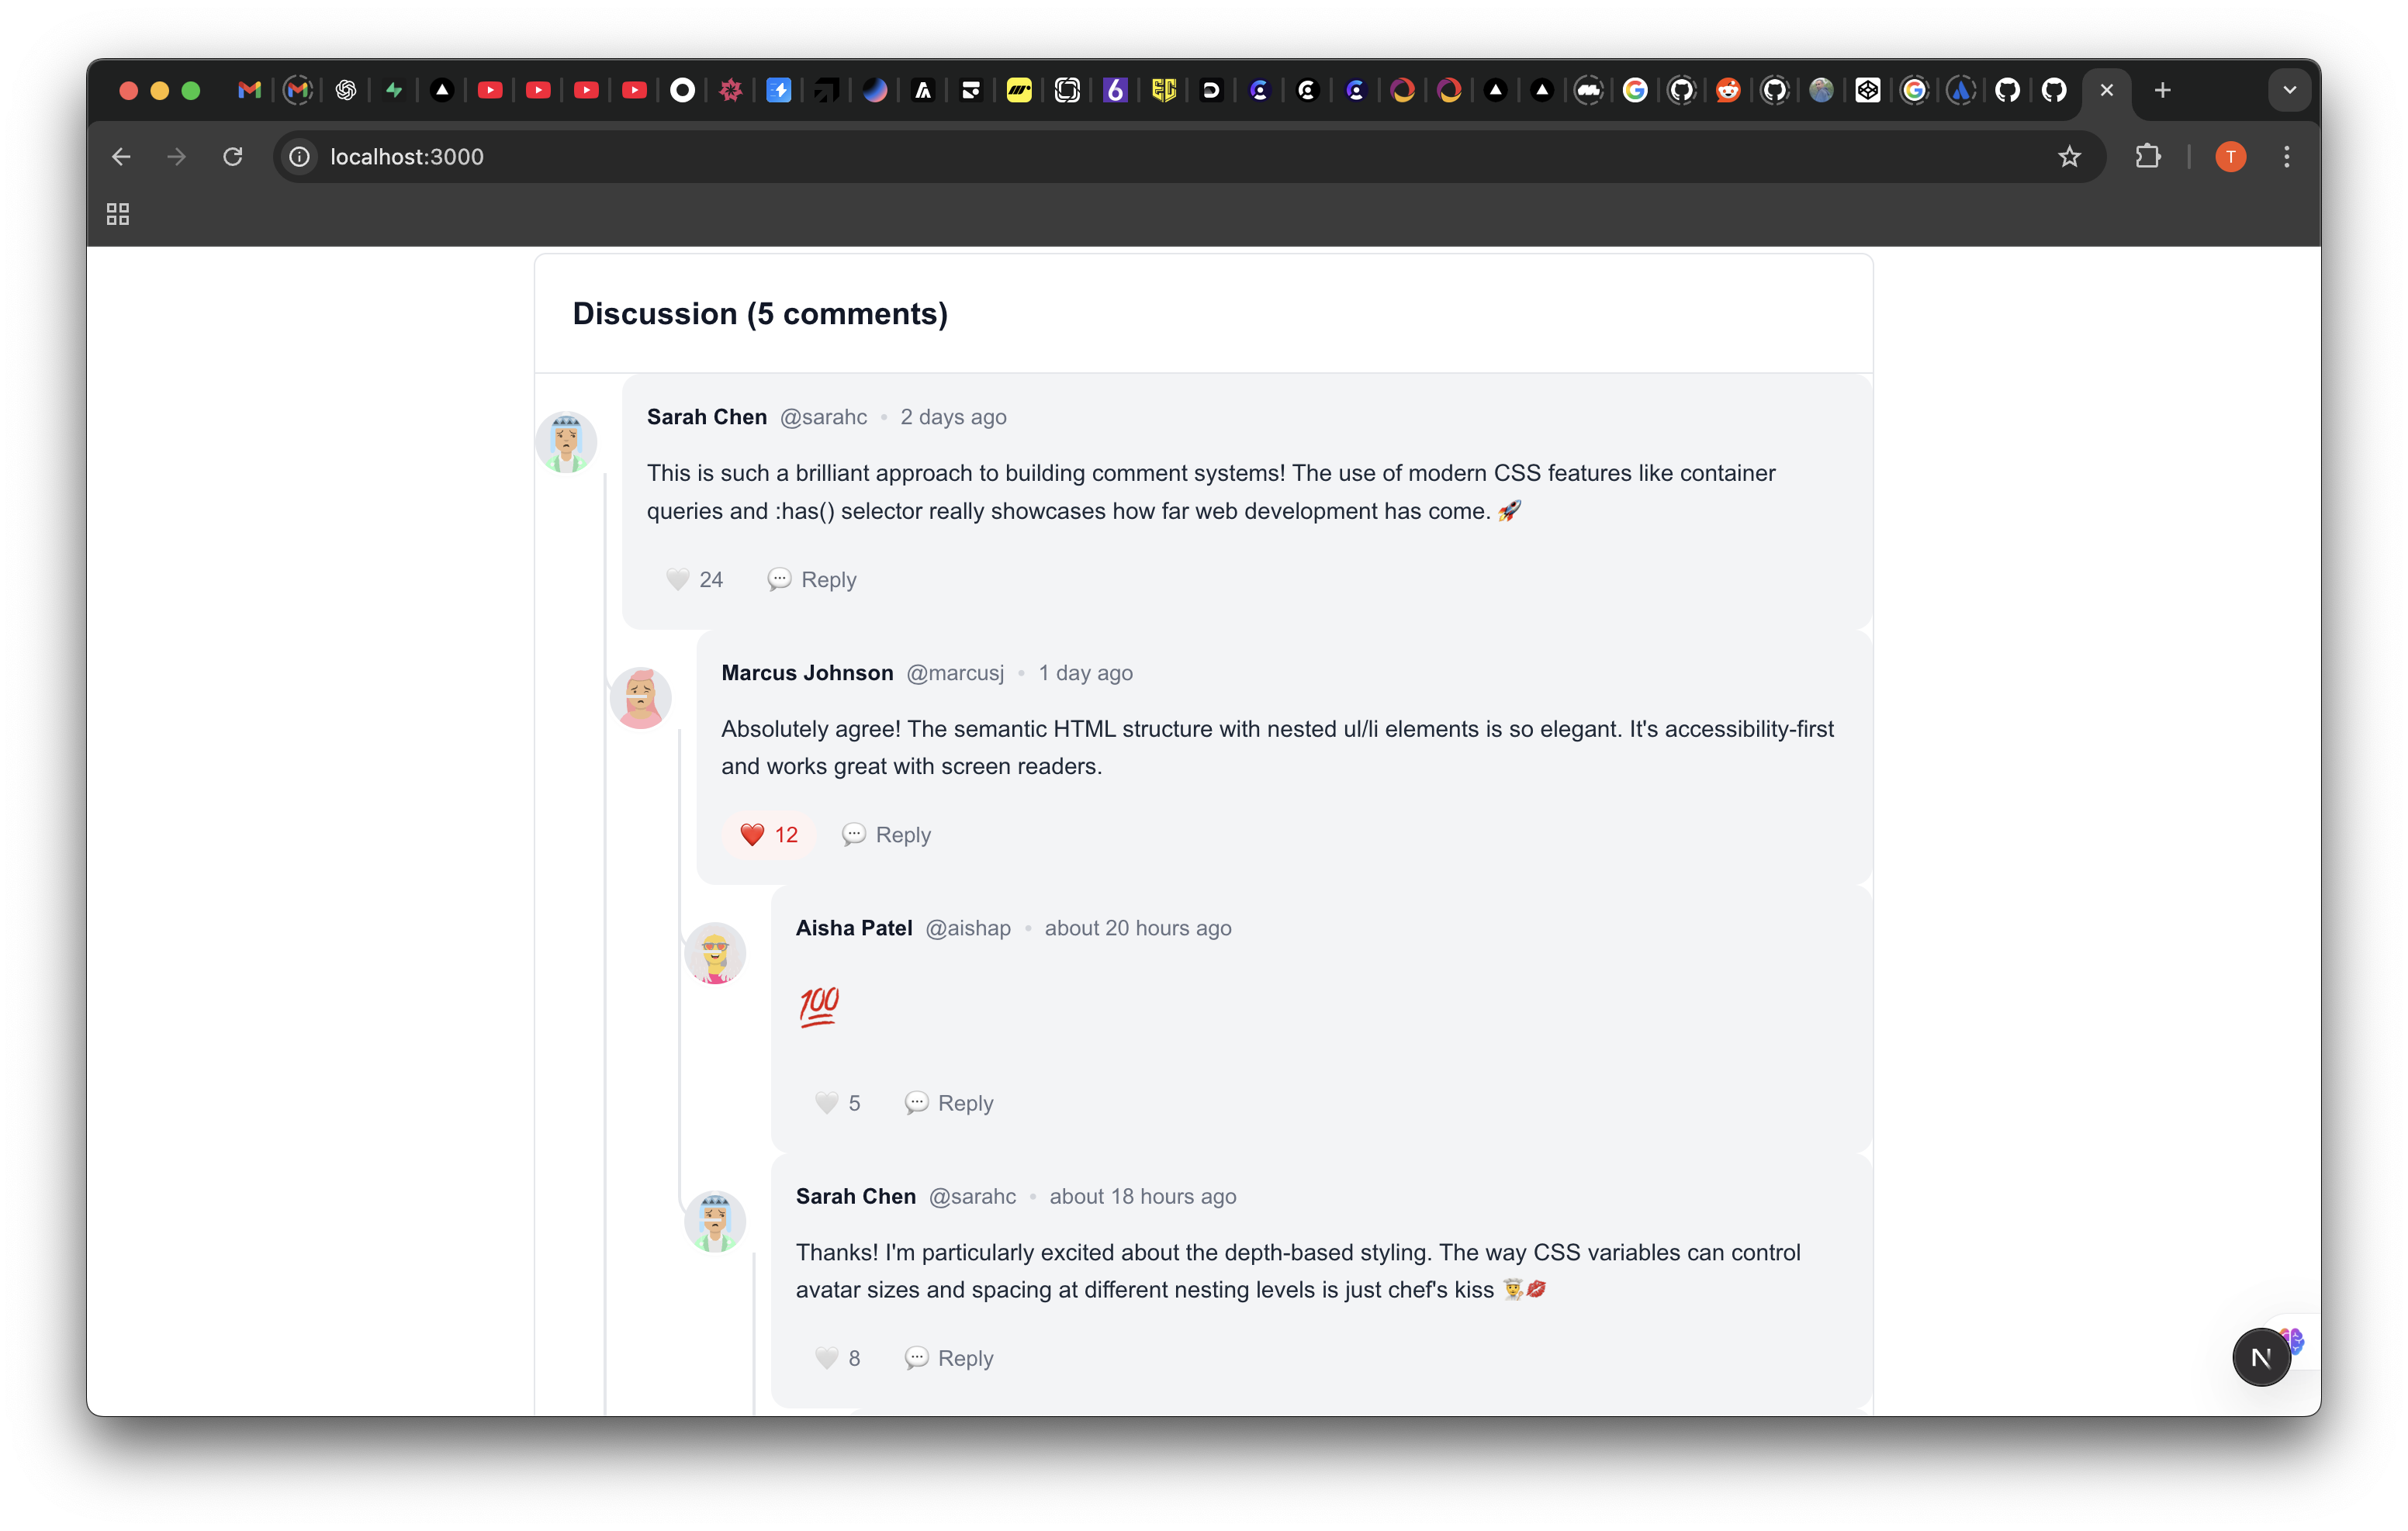 localhost:3000
T
Discussion (5 comments)
Sarah Chen @sarahc • 2 days ago
This is such a brilliant approach to building comment systems! The use of modern CSS features like container
queries and :has() selector really showcases how far web development has come. 🚀
🤍 24 💬 Reply
Marcus Johnson @marcusj • 1 day ago
Absolutely agree! The semantic HTML structure with nested ul/li elements is so elegant. It's accessibility-first
and works great with screen readers.
❤️ 12 💬 Reply
Aisha Patel @aishap • about 20 hours ago
💯
🤍 5 💬 Reply
Sarah Chen @sarahc • about 18 hours ago
Thanks! I'm particularly excited about the depth-based styling. The way CSS variables can control
avatar sizes and spacing at different nesting levels is just chef's kiss 👨‍🍳💋
🤍 8 💬 Reply
N